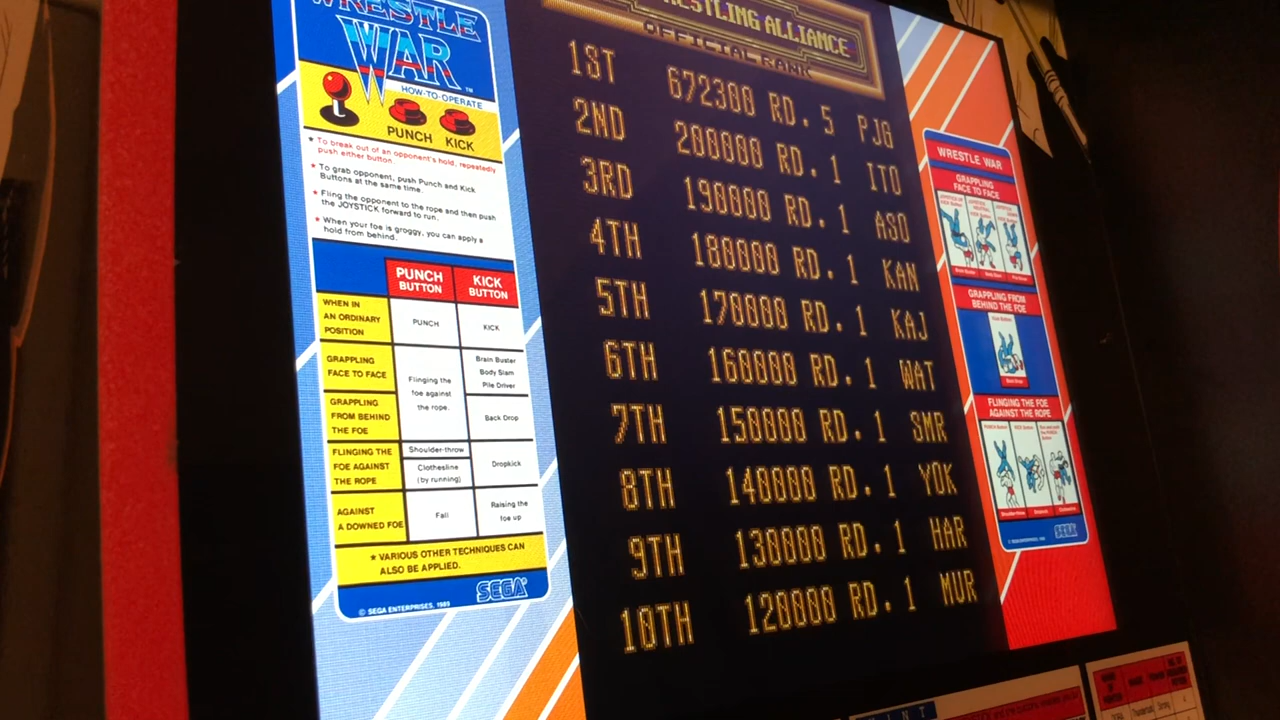 WRESTLE
WAR™
HOW-TO-OPERATE
PUNCH KICK
★ To break out of an opponent's hold, repeatedly
push either button.
★ To grab opponent, push Punch and Kick
Buttons at the same time.
★ Fling the opponent to the rope and then push
the JOYSTICK forward to run.
★ When your foe is groggy, you can apply a
hold from behind.
PUNCH
BUTTON
KICK
BUTTON
WHEN IN
AN ORDINARY
POSITION
PUNCH
KICK
GRAPPLING
FACE TO FACE
Flinging the
foe against
the rope.
Brain Buster
Body Slam
Pile Driver
GRAPPLING
FROM BEHIND
THE FOE
Back Drop
FLINGING THE
FOE AGAINST
THE ROPE
Shoulder-throw
Clothesline
(by running)
Dropkick
AGAINST
A DOWNED FOE
Fall
Raising the
foe up
★ VARIOUS OTHER TECHNIQUES CAN
ALSO BE APPLIED.
SEGA®
© SEGA ENTERPRISES, 1989
WRESTLING ALLIANCE
OFFICIAL RANK
1ST 672300 RD. 5 PJG
2ND 200000 RD. 1 ITO
3RD 190000 RD. 1 ASO
4TH 180000 RD. 1 KAN
5TH 170000 RD. 1 KAJ
6TH 160000 RD. 1 WAT
7TH 150000 RD. 1 SMR
8TH 140000 RD. 1 YOK
9TH 130000 RD. 1 HAR
10TH 120000 RD. 1 MUR
WRESTLE WAR
GRAPPLING
FACE TO FACE
GRAPPLING FROM
BEHIND THE FOE
FLINGING THE FOE
AGAINST THE ROPE
SEGA